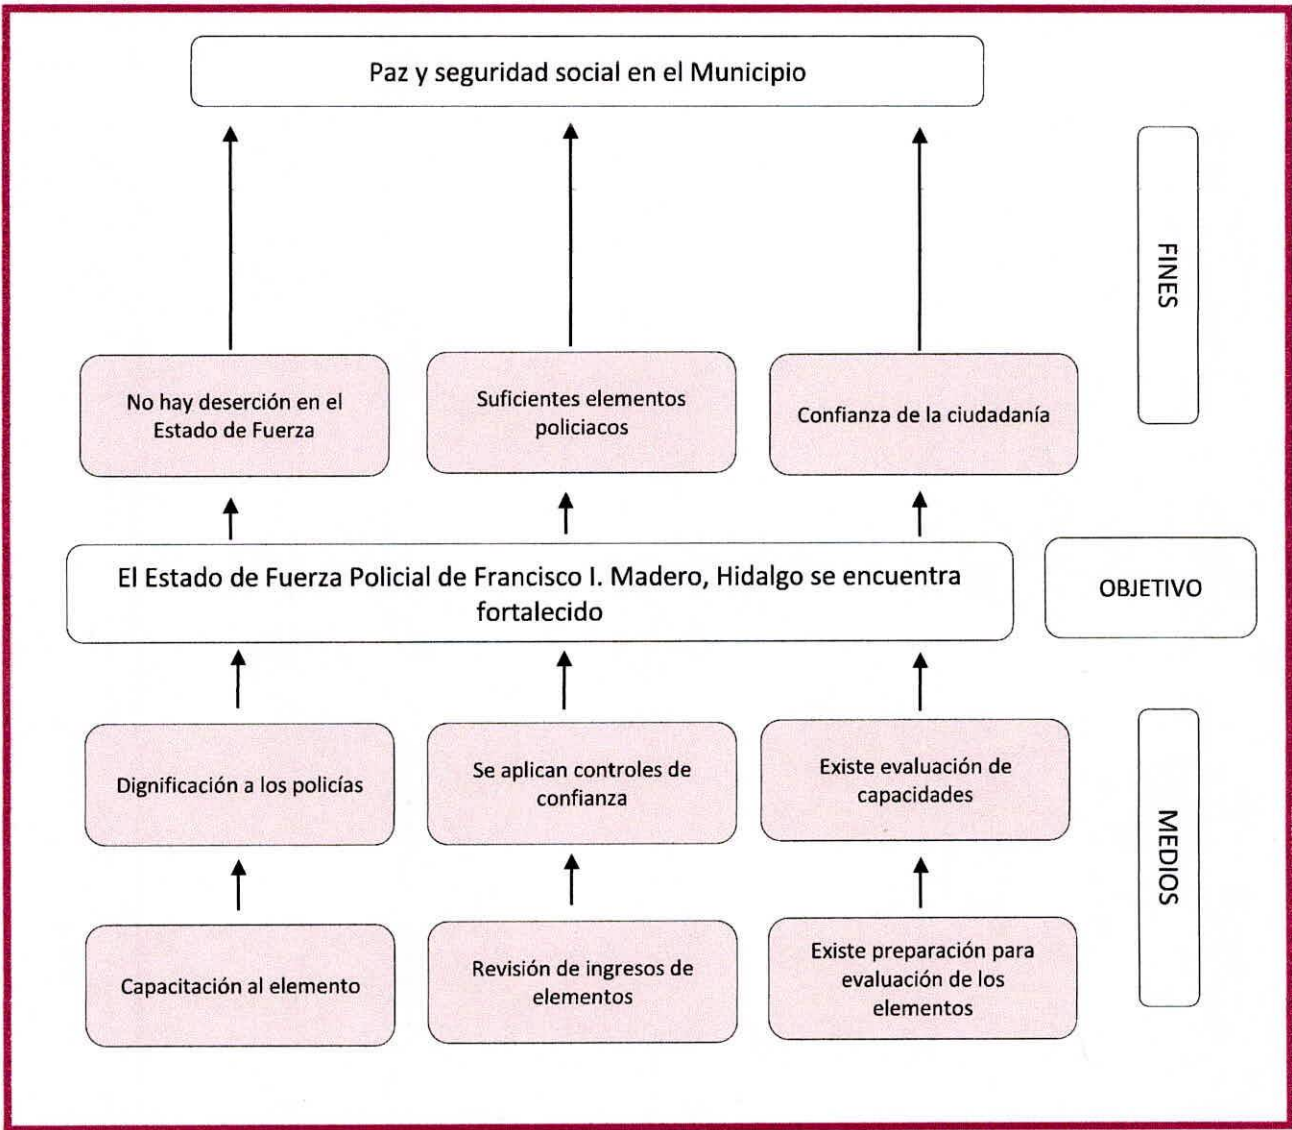 Paz y seguridad social en el Municipio
FINES
No hay deserción en el
Estado de Fuerza
Suficientes elementos
policiacos
Confianza de la ciudadanía
El Estado de Fuerza Policial de Francisco I. Madero, Hidalgo se encuentra
fortalecido
OBJETIVO
Dignificación a los policías
Se aplican controles de
confianza
Existe evaluación de
capacidades
MEDIOS
Capacitación al elemento
Revisión de ingresos de
elementos
Existe preparación para
evaluación de los
elementos